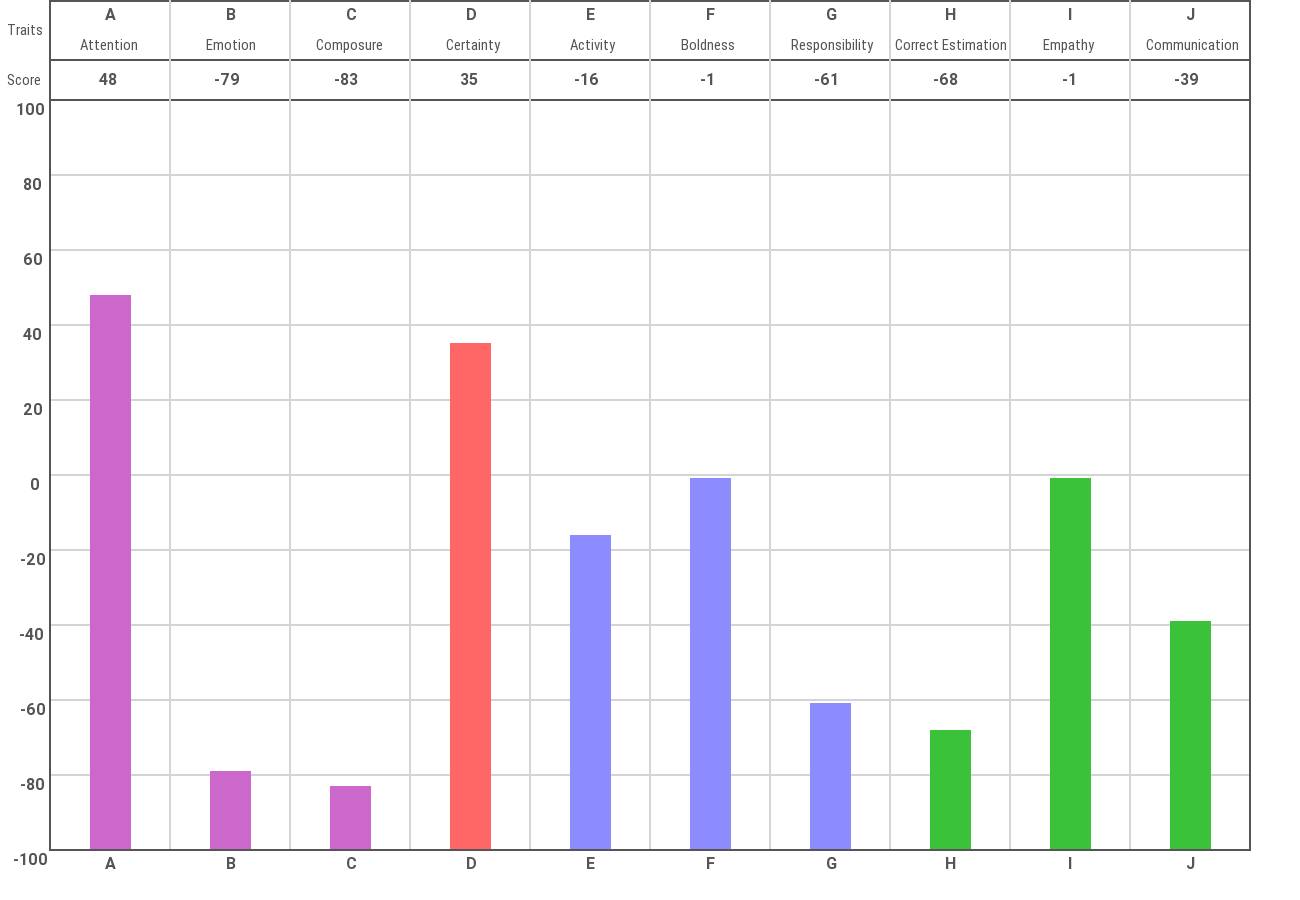 A B C D E F G H I J
Traits
Attention Emotion Composure Certainty Activity Boldness Responsibility Correct Estimation Empathy Communication
Score 48 -79 -83 35 -16 -1 -61 -68 -1 -39
100
80
60
40
20
0
-20
-40
-60
-80
-100
A B C D E F G H I J